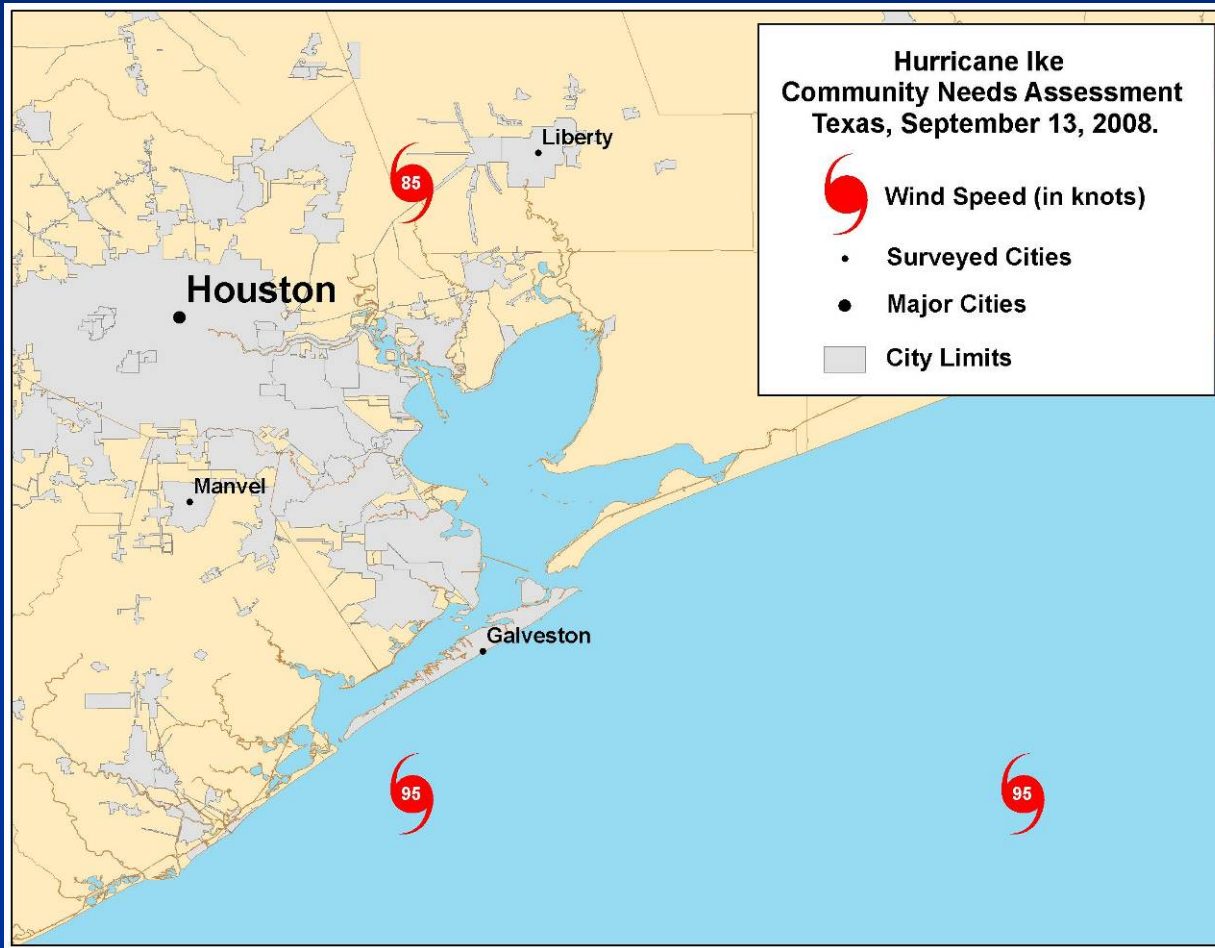 Hurricane Ike
Community Needs Assessment
Texas, September 13, 2008.
Wind Speed (in knots)
Surveyed Cities
Major Cities
City Limits
Liberty
85
Houston
Manvel
Galveston
95
95